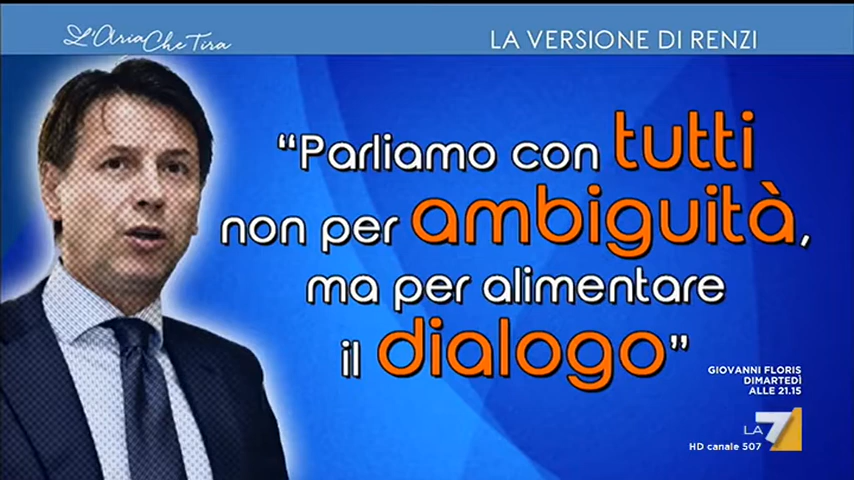 L'Aria Che Tira
LA VERSIONE DI RENZI
“Parliamo con tutti
non per ambiguità,
ma per alimentare
il dialogo”
GIOVANNI FLORIS
DIMARTEDÌ
ALLE 21.15
LA7
HD canale 507